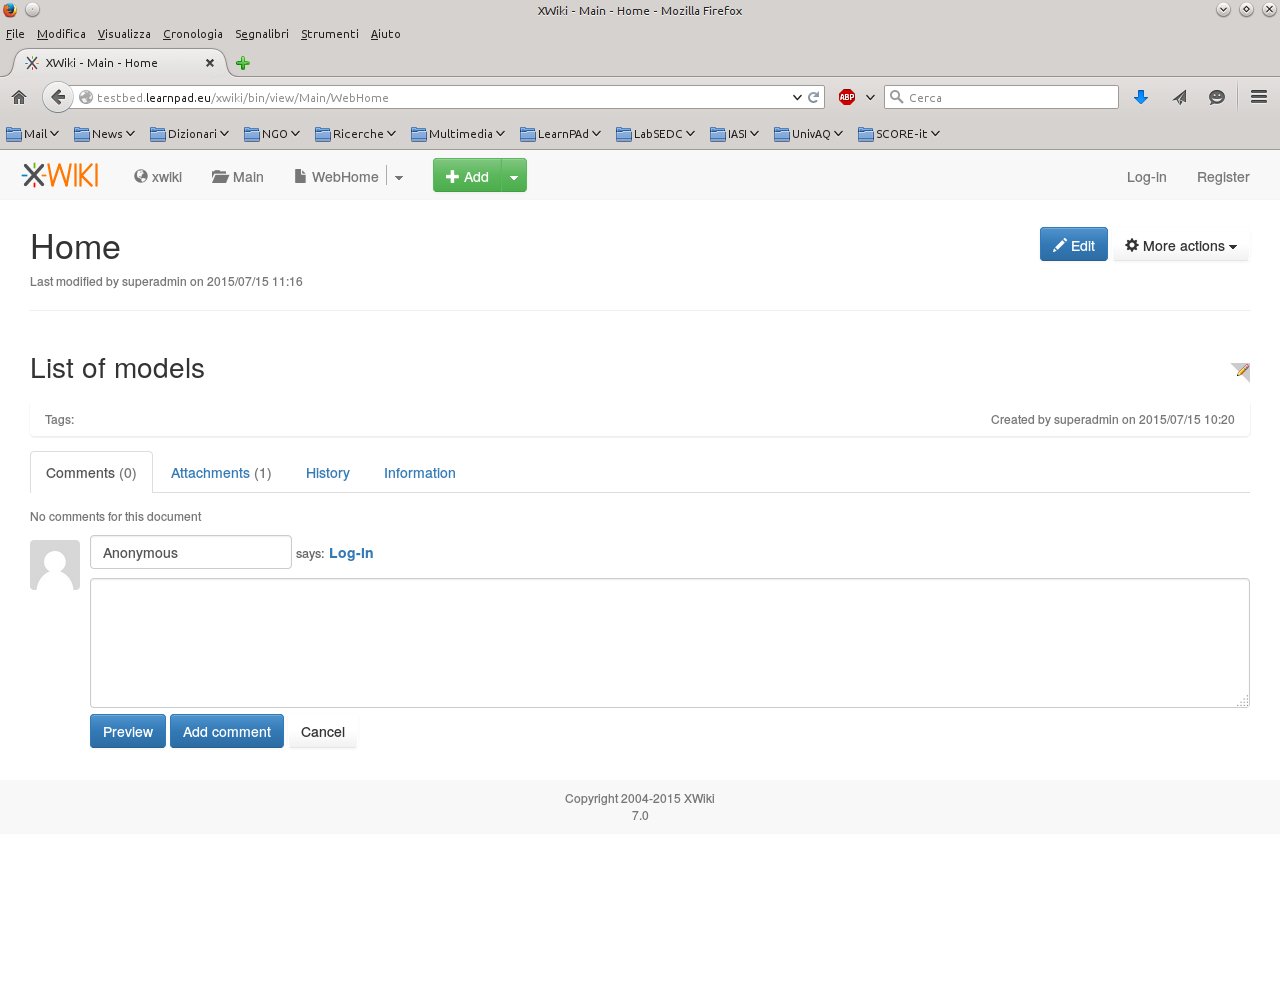 XWiki - Main - Home - Mozilla Firefox
File Modifica Visualizza Cronologia Segnalibri Strumenti Aiuto
XWiki - Main - Home
testbed.learnpad.eu/xwiki/bin/view/Main/WebHome ABP Cerca
Mail News Dizionari NGO Ricerche Multimedia LearnPAd LabSEDC IASI UnivAQ SCORE-it
XWIKI xwiki Main WebHome Add Log-in Register
Home Edit More actions
Last modified by superadmin on 2015/07/15 11:16
List of models
Tags: Created by superadmin on 2015/07/15 10:20
Comments (0) Attachments (1) History Information
No comments for this document
Anonymous says: Log-in
Preview Add comment Cancel
Copyright 2004-2015 XWiki
7.0